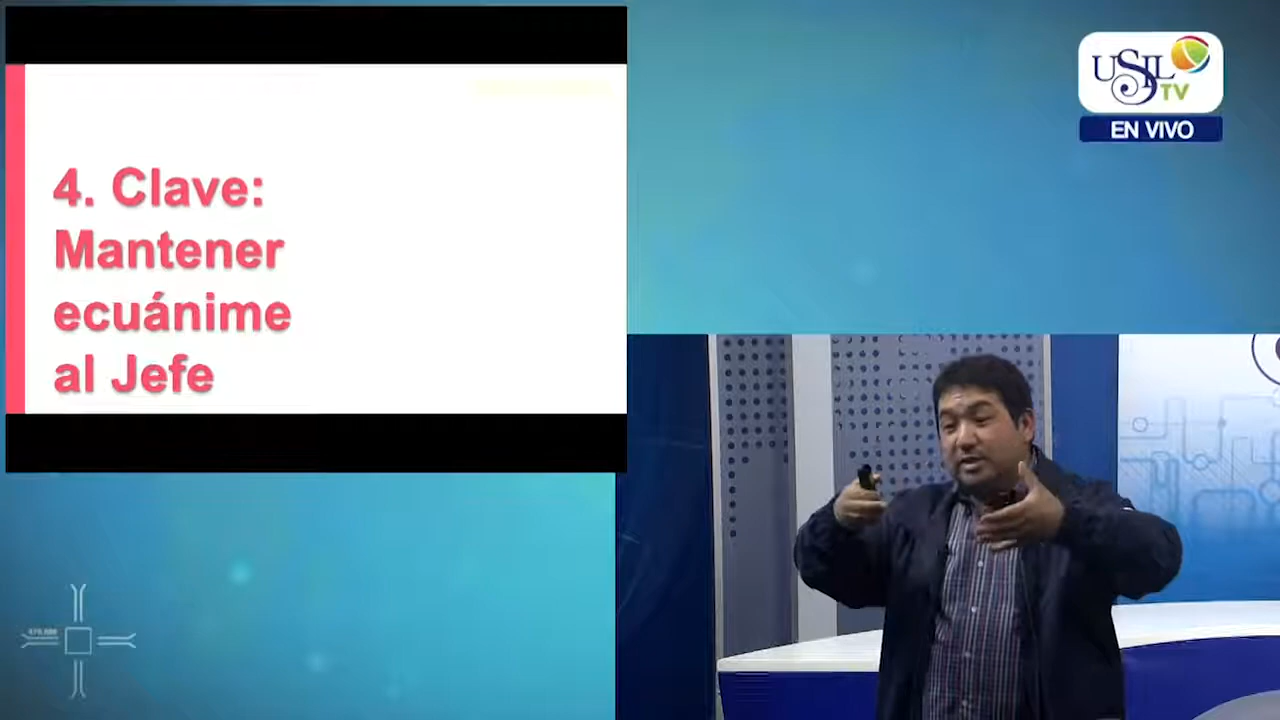 4. Clave:
Mantener
ecuánime
al Jefe
USIL
TV
EN VIVO